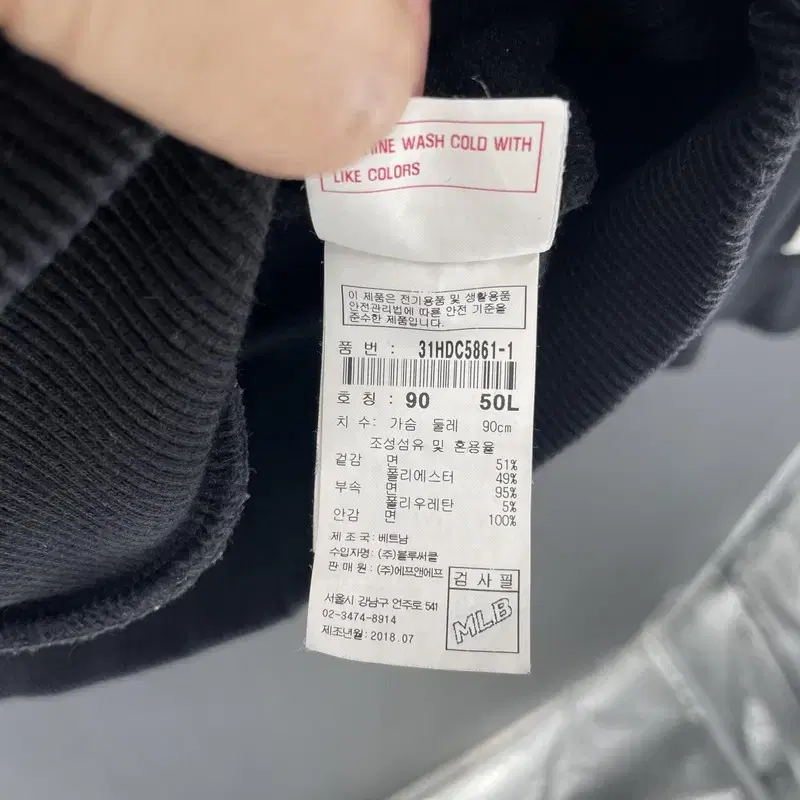 HINE WASH COLD WITH
LIKE COLORS
이 제품은 전기용품 및 생활용품
안전관리법에 따른 안전 기준을
준수한 제품입니다.
품 번 : 31HDC5861-1
호 칭 : 90 50L
치 수 : 가슴 둘레 90cm
조성섬유 및 혼용율
겉감 면 51%
폴리에스터 49%
부속 면 95%
폴리우레탄 5%
안감 면 100%
제 조 국 : 베트남
수입자명 : (주)블루써클
판 매 원 : (주)에프앤에프
검 사 필
MLB
서울시 강남구 언주로 541
02-3474-8914
제조년월 : 2018.07